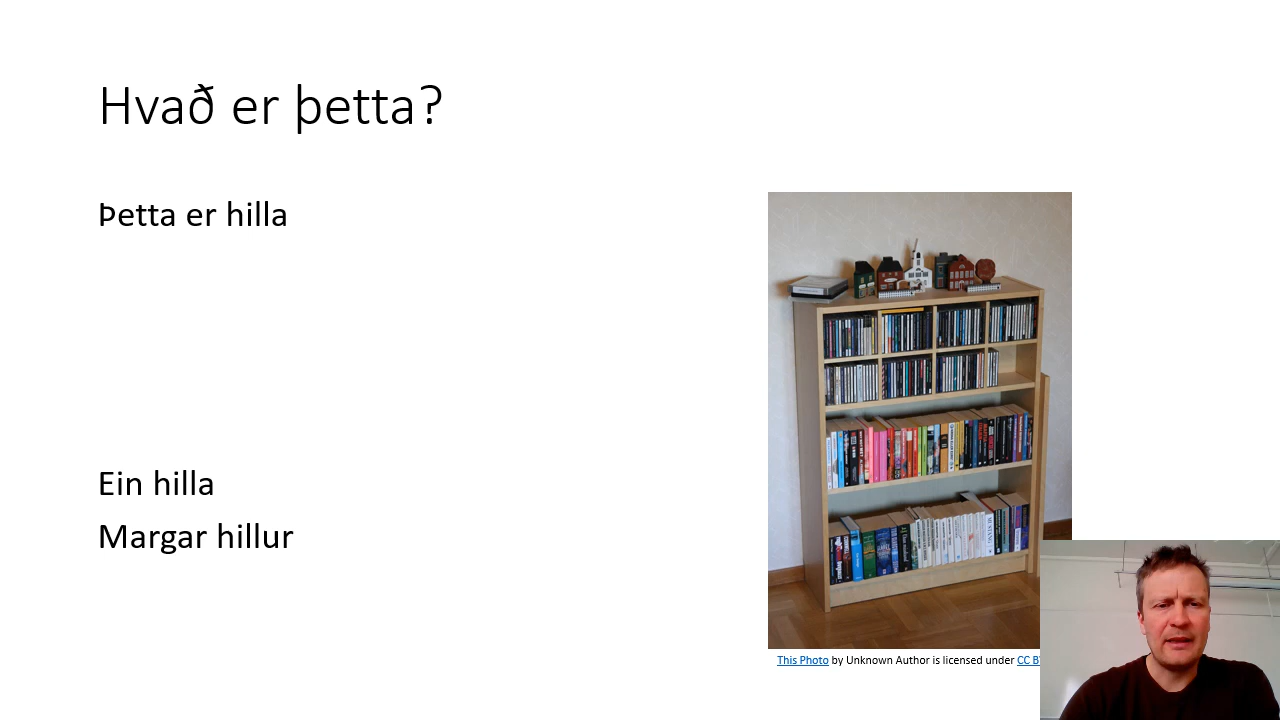 Hvað er þetta?
Þetta er hilla
Ein hilla
Margar hillur
This Photo by Unknown Author is licensed under CC